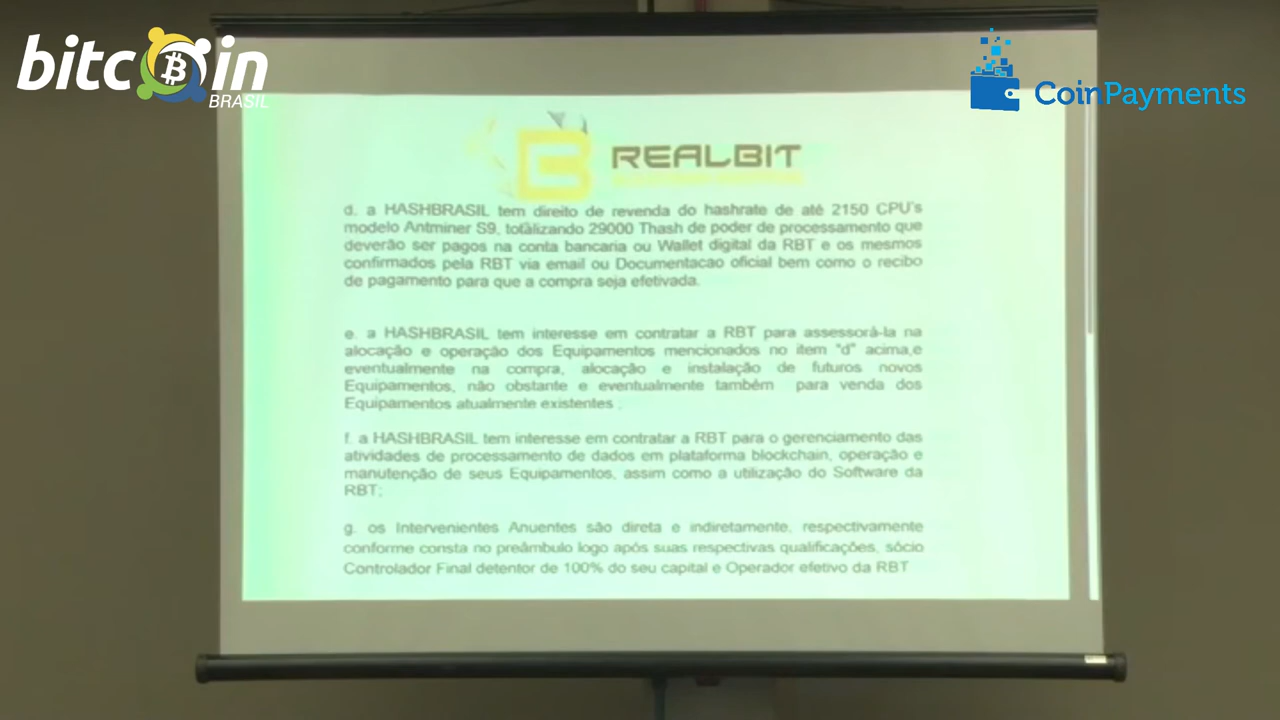 bitcoin
BRASIL
CoinPayments
REALBIT
d. a HASHBRASIL tem direito de revenda do hashrate de até 2150 CPU's
modelo Antminer S9, totalizando 29000 Thash de poder de processamento que
deverão ser pagos na conta bancaria ou Wallet digital da RBT e os mesmos
confirmados pela RBT via email ou Documentacao oficial bem como o recibo
de pagamento para que a compra seja efetivada.
e. a HASHBRASIL tem interesse em contratar a RBT para assessorá-la na
alocação e operação dos Equipamentos mencionados no item "d" acima,e
eventualmente na compra, alocação e instalação de futuros novos
Equipamentos, não obstante e eventualmente também para venda dos
Equipamentos atualmente existentes ;
f. a HASHBRASIL tem interesse em contratar a RBT para o gerenciamento das
atividades de processamento de dados em plataforma blockchain, operação e
manutenção de seus Equipamentos, assim como a utilização do Software da
RBT;
g. os Intervenientes Anuentes são direta e indiretamente, respectivamente
conforme consta no preâmbulo logo após suas respectivas qualificações, sócio
Controlador Final detentor de 100% do seu capital e Operador efetivo da RBT